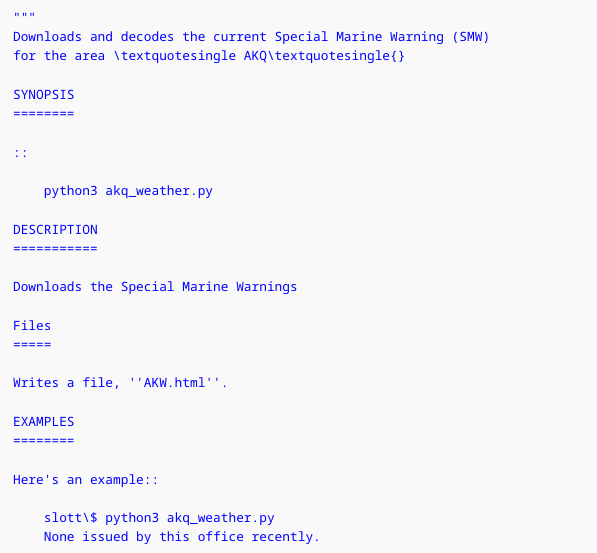 """
Downloads and decodes the current Special Marine Warning (SMW)
for the area \textquotesingle AKQ\textquotesingle{}
SYNOPSIS
========
::
python3 akq_weather.py
DESCRIPTION
===========
Downloads the Special Marine Warnings
Files
=====
Writes a file, ''AKW.html''.
EXAMPLES
========
Here's an example::
slott\$ python3 akq_weather.py
None issued by this office recently.